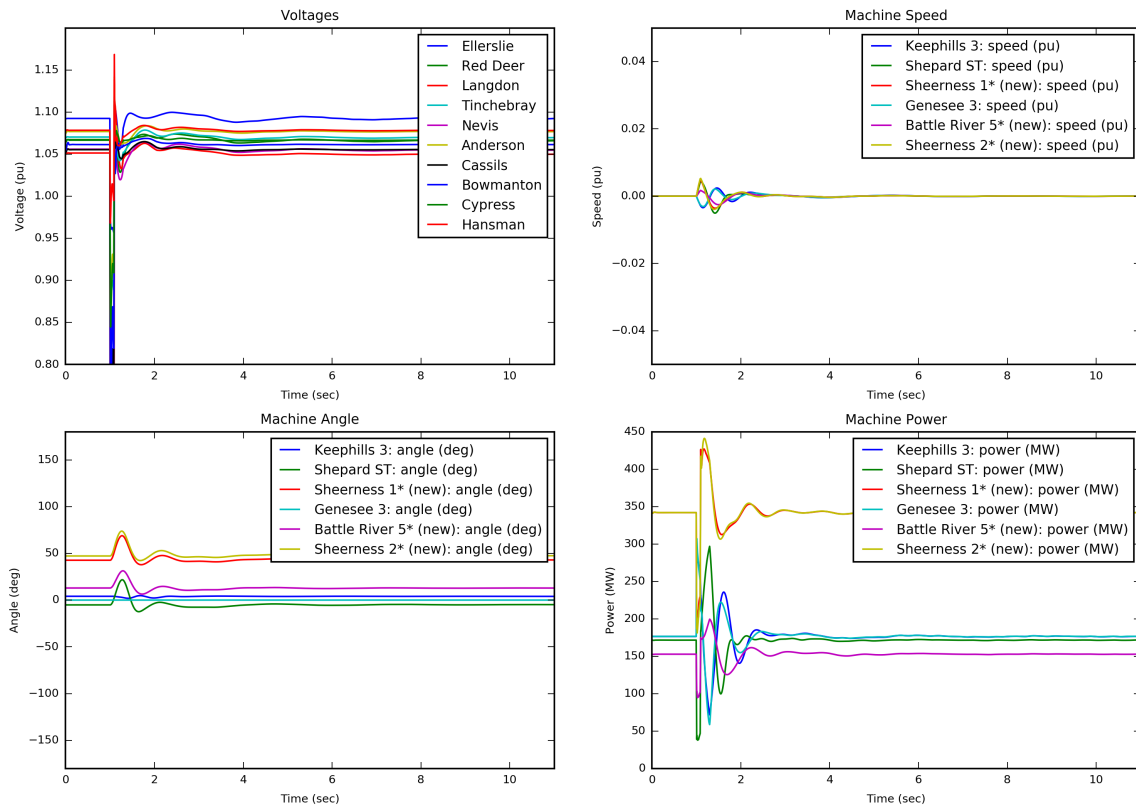 Voltages
Voltage (pu)
1.15
1.10
1.05
1.00
0.95
0.90
0.85
0.80
0 2 4 6 8 10
Time (sec)
Ellerslie
Red Deer
Langdon
Tinchebray
Nevis
Anderson
Cassils
Bowmanton
Cypress
Hansman
Machine Speed
Speed (pu)
0.04
0.02
0.00
−0.02
−0.04
0 2 4 6 8 10
Time (sec)
Keephills 3: speed (pu)
Shepard ST: speed (pu)
Sheerness 1* (new): speed (pu)
Genesee 3: speed (pu)
Battle River 5* (new): speed (pu)
Sheerness 2* (new): speed (pu)
Machine Angle
Angle (deg)
150
100
50
0
−50
−100
−150
0 2 4 6 8 10
Time (sec)
Keephills 3: angle (deg)
Shepard ST: angle (deg)
Sheerness 1* (new): angle (deg)
Genesee 3: angle (deg)
Battle River 5* (new): angle (deg)
Sheerness 2* (new): angle (deg)
Machine Power
Power (MW)
450
400
350
300
250
200
150
100
50
0
0 2 4 6 8 10
Time (sec)
Keephills 3: power (MW)
Shepard ST: power (MW)
Sheerness 1* (new): power (MW)
Genesee 3: power (MW)
Battle River 5* (new): power (MW)
Sheerness 2* (new): power (MW)